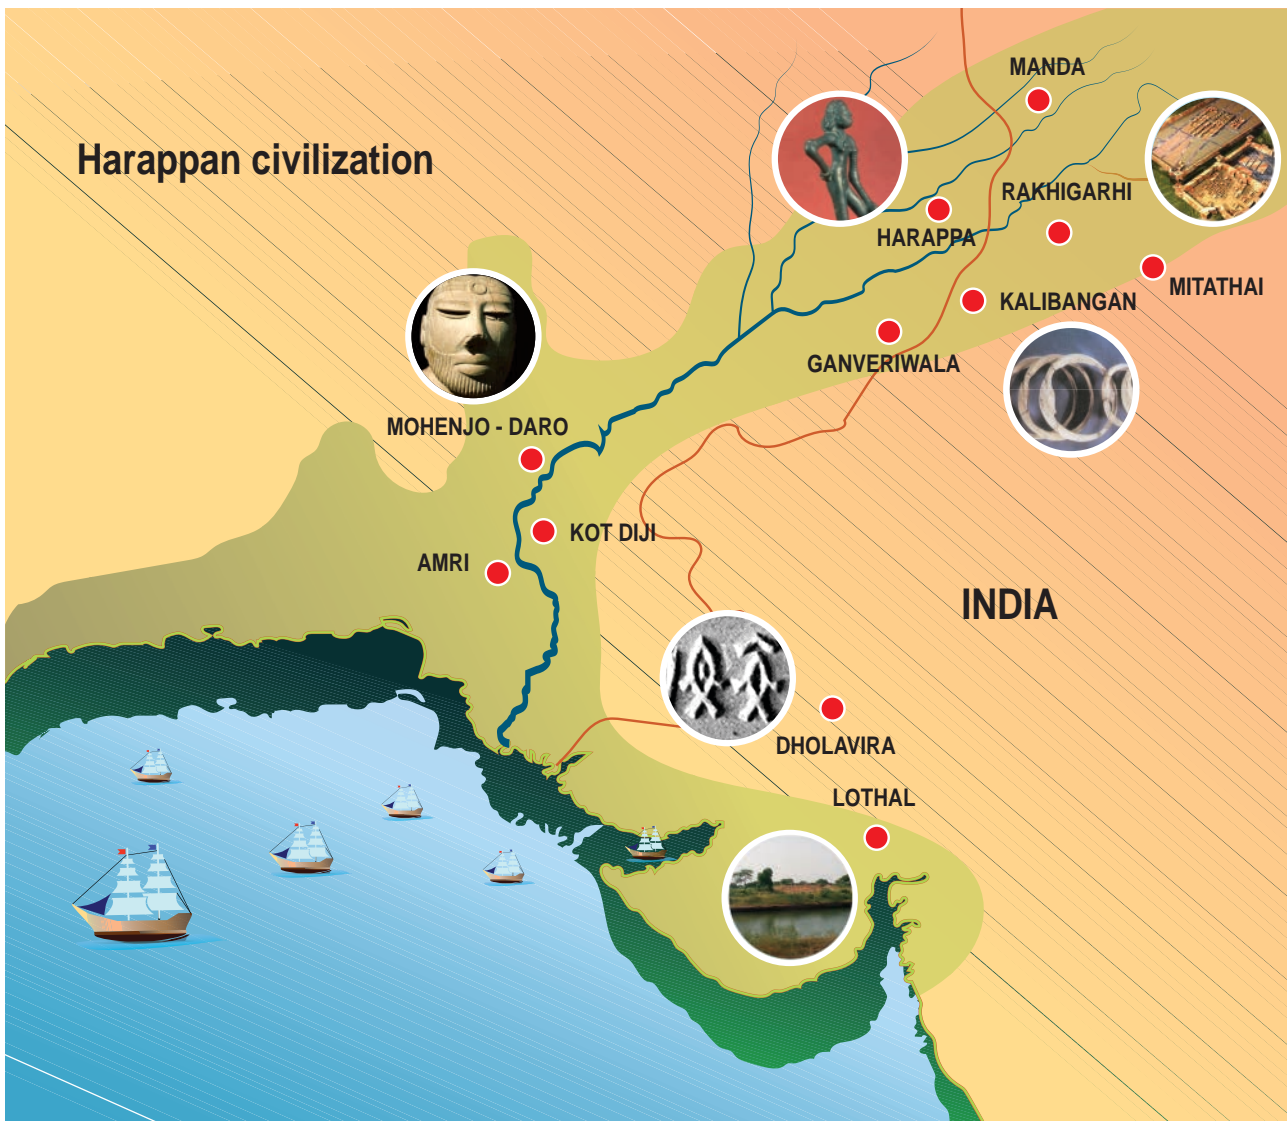 MANDA
Harappan civilization
RAKHIGARHI
HARAPPA
MITATHAI
KALIBANGAN
GANVERIWALA
MOHENJO - DARO
KOT DIJI
AMRI
INDIA
DHOLAVIRA
LOTHAL